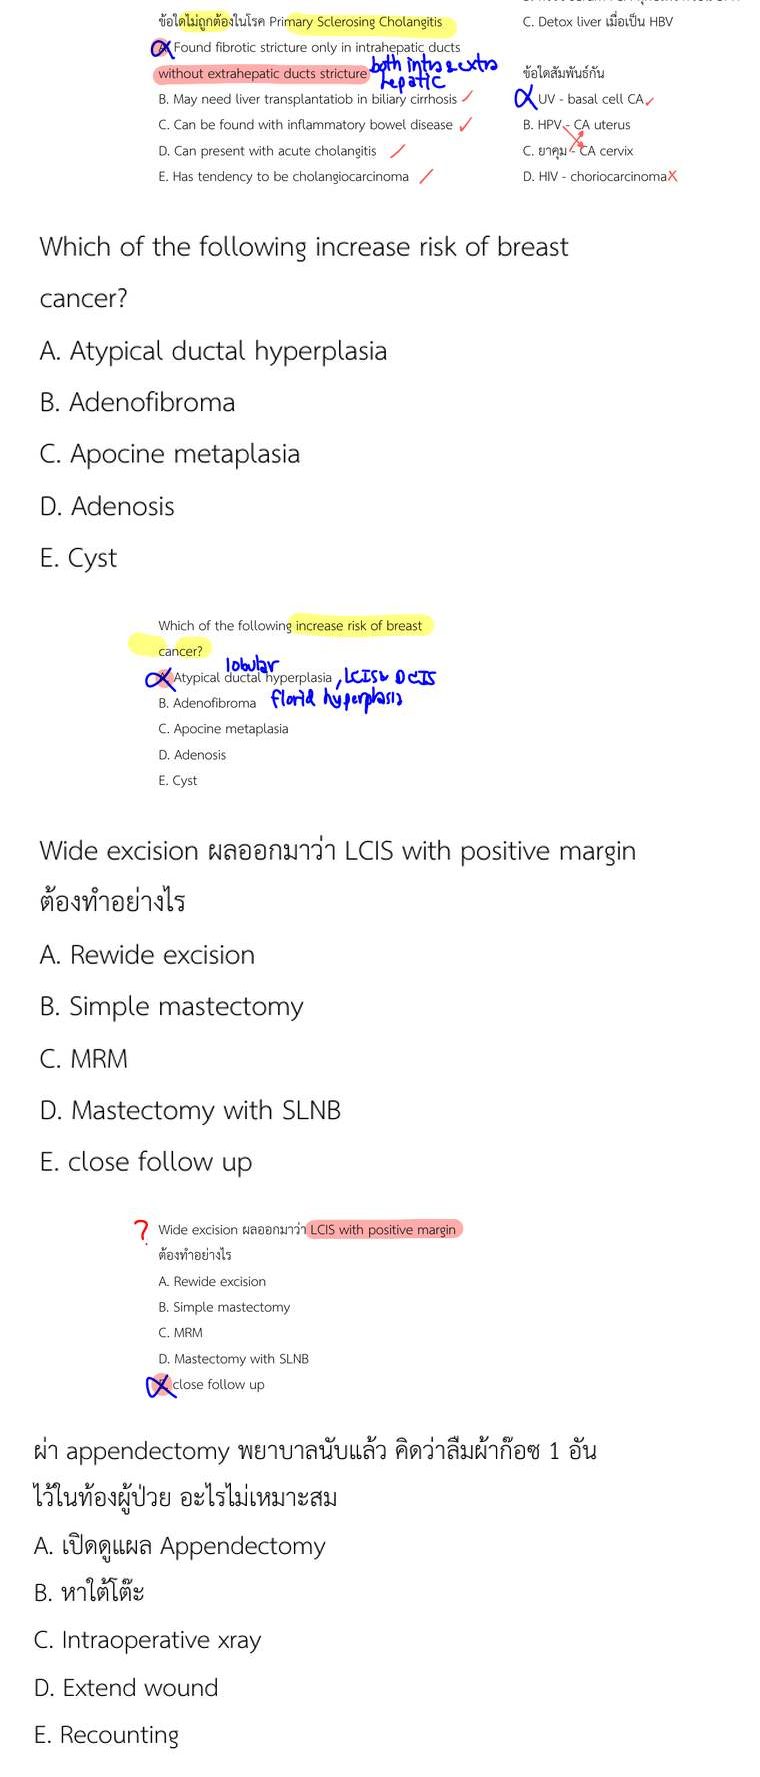 ข้อใดไม่ถูกต้องในโรค Primary Sclerosing Cholangitis
A. Found fibrotic stricture only in intrahepatic ducts
without extrahepatic ducts stricture both intra & extra
hepatic
B. May need liver transplantatiob in biliary cirrhosis
C. Can be found with inflammatory bowel disease
D. Can present with acute cholangitis
E. Has tendency to be cholangiocarcinoma
C. Detox liver เมื่อเป็น HBV
ข้อใดสัมพันธ์กัน
UV - basal cell CA
B. HPV - CA uterus
C. ยาคุม - CA cervix
D. HIV - choriocarcinoma
Which of the following increase risk of breast
cancer?
A. Atypical ductal hyperplasia
B. Adenofibroma
C. Apocine metaplasia
D. Adenosis
E. Cyst
Which of the following increase risk of breast
cancer?
lobular
Atypical ductal hyperplasia , LCIS & DCIS
B. Adenofibroma florid hyperplasia
C. Apocine metaplasia
D. Adenosis
E. Cyst
Wide excision ผลออกมาว่า LCIS with positive margin
ต้องทำอย่างไร
A. Rewide excision
B. Simple mastectomy
C. MRM
D. Mastectomy with SLNB
E. close follow up
? Wide excision ผลออกมาว่า LCIS with positive margin
ต้องทำอย่างไร
A. Rewide excision
B. Simple mastectomy
C. MRM
D. Mastectomy with SLNB
close follow up
ผ่า appendectomy พยาบาลนับแล้ว คิดว่าลืมผ้าก๊อซ 1 อัน
ไว้ในท้องผู้ป่วย อะไรไม่เหมาะสม
A. เปิดดูแผล Appendectomy
B. หาใต้โต๊ะ
C. Intraoperative xray
D. Extend wound
E. Recounting